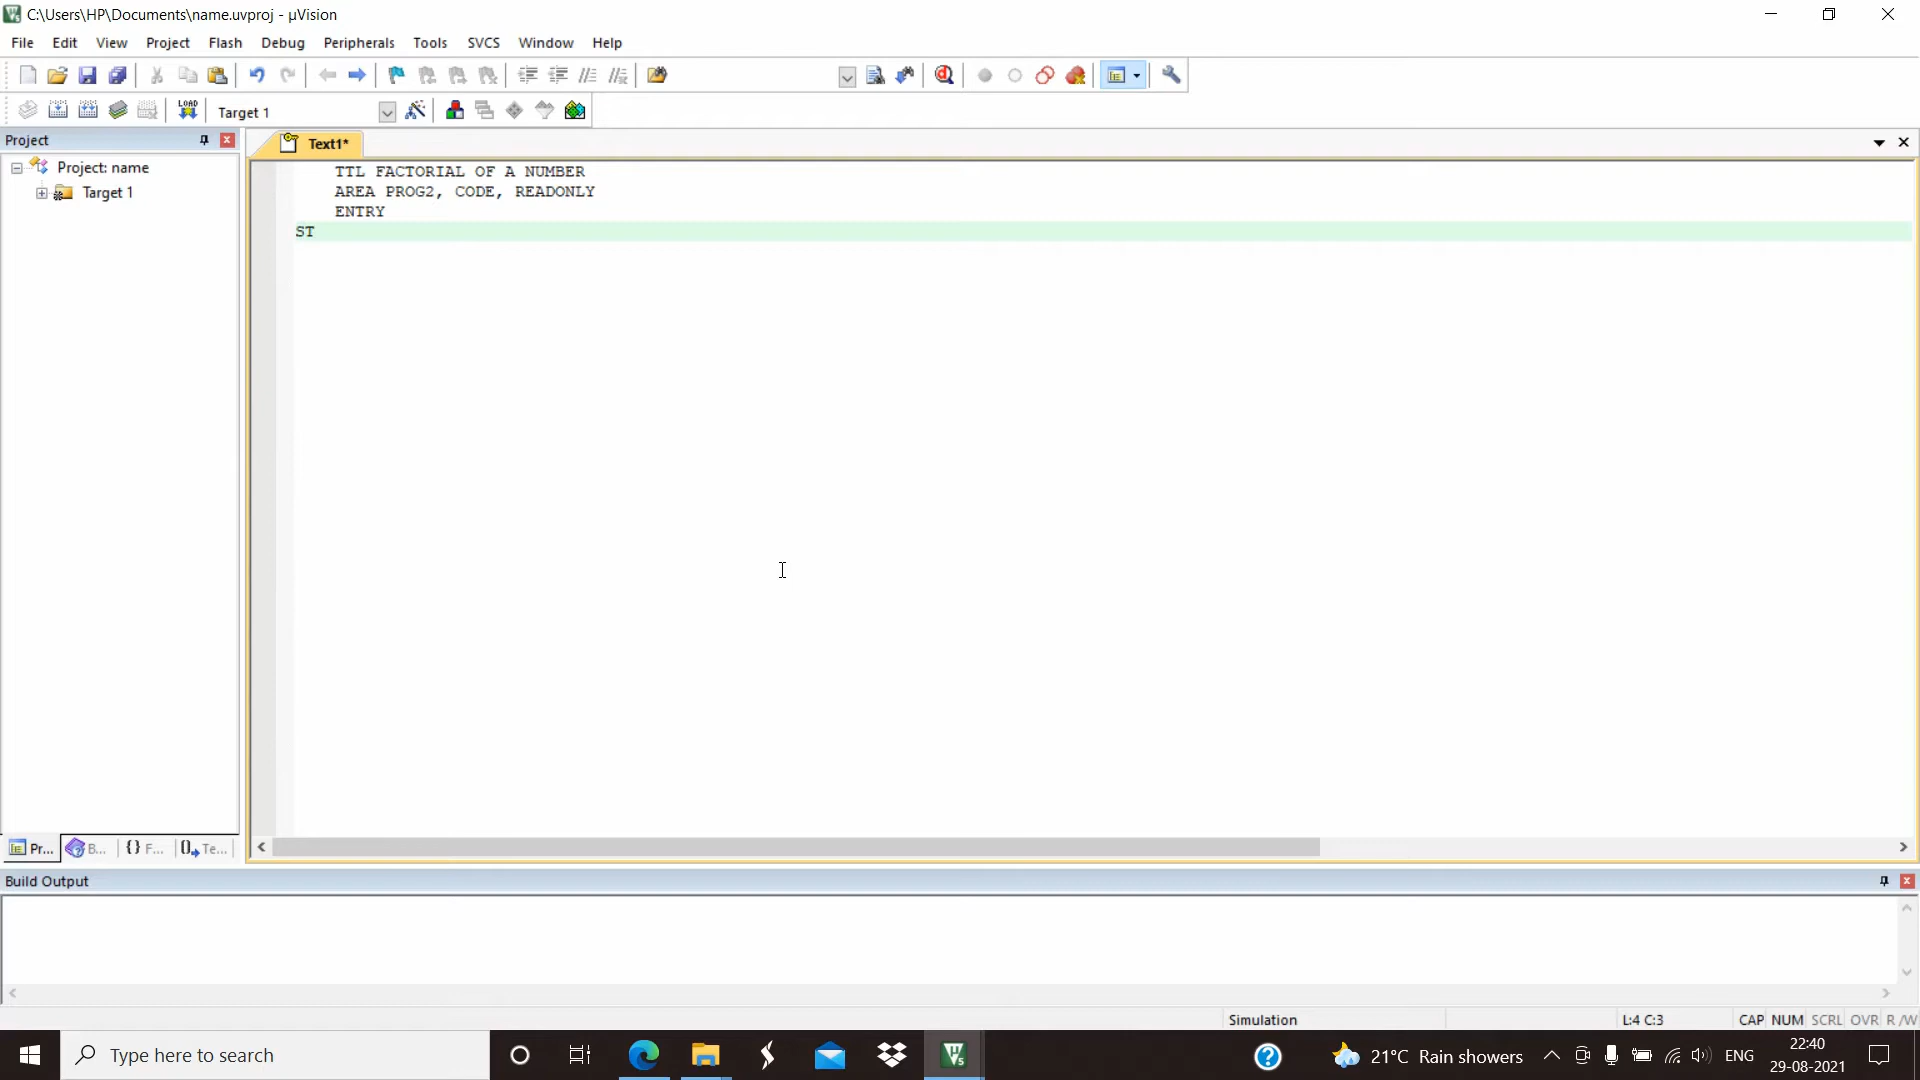 C:\Users\HP\Documents\name.uvproj - µVision
File Edit View Project Flash Debug Peripherals Tools SVCS Window Help
LOAD Target 1
Project
Text1*
Project: name
Target 1
TTL FACTORIAL OF A NUMBER
AREA PROG2, CODE, READONLY
ENTRY
ST
Pr... B... {} F... Te...
Build Output
Simulation L:4 C:3 CAP NUM SCRL OVR R/W
Type here to search
21°C Rain showers ENG
22:40
29-08-2021